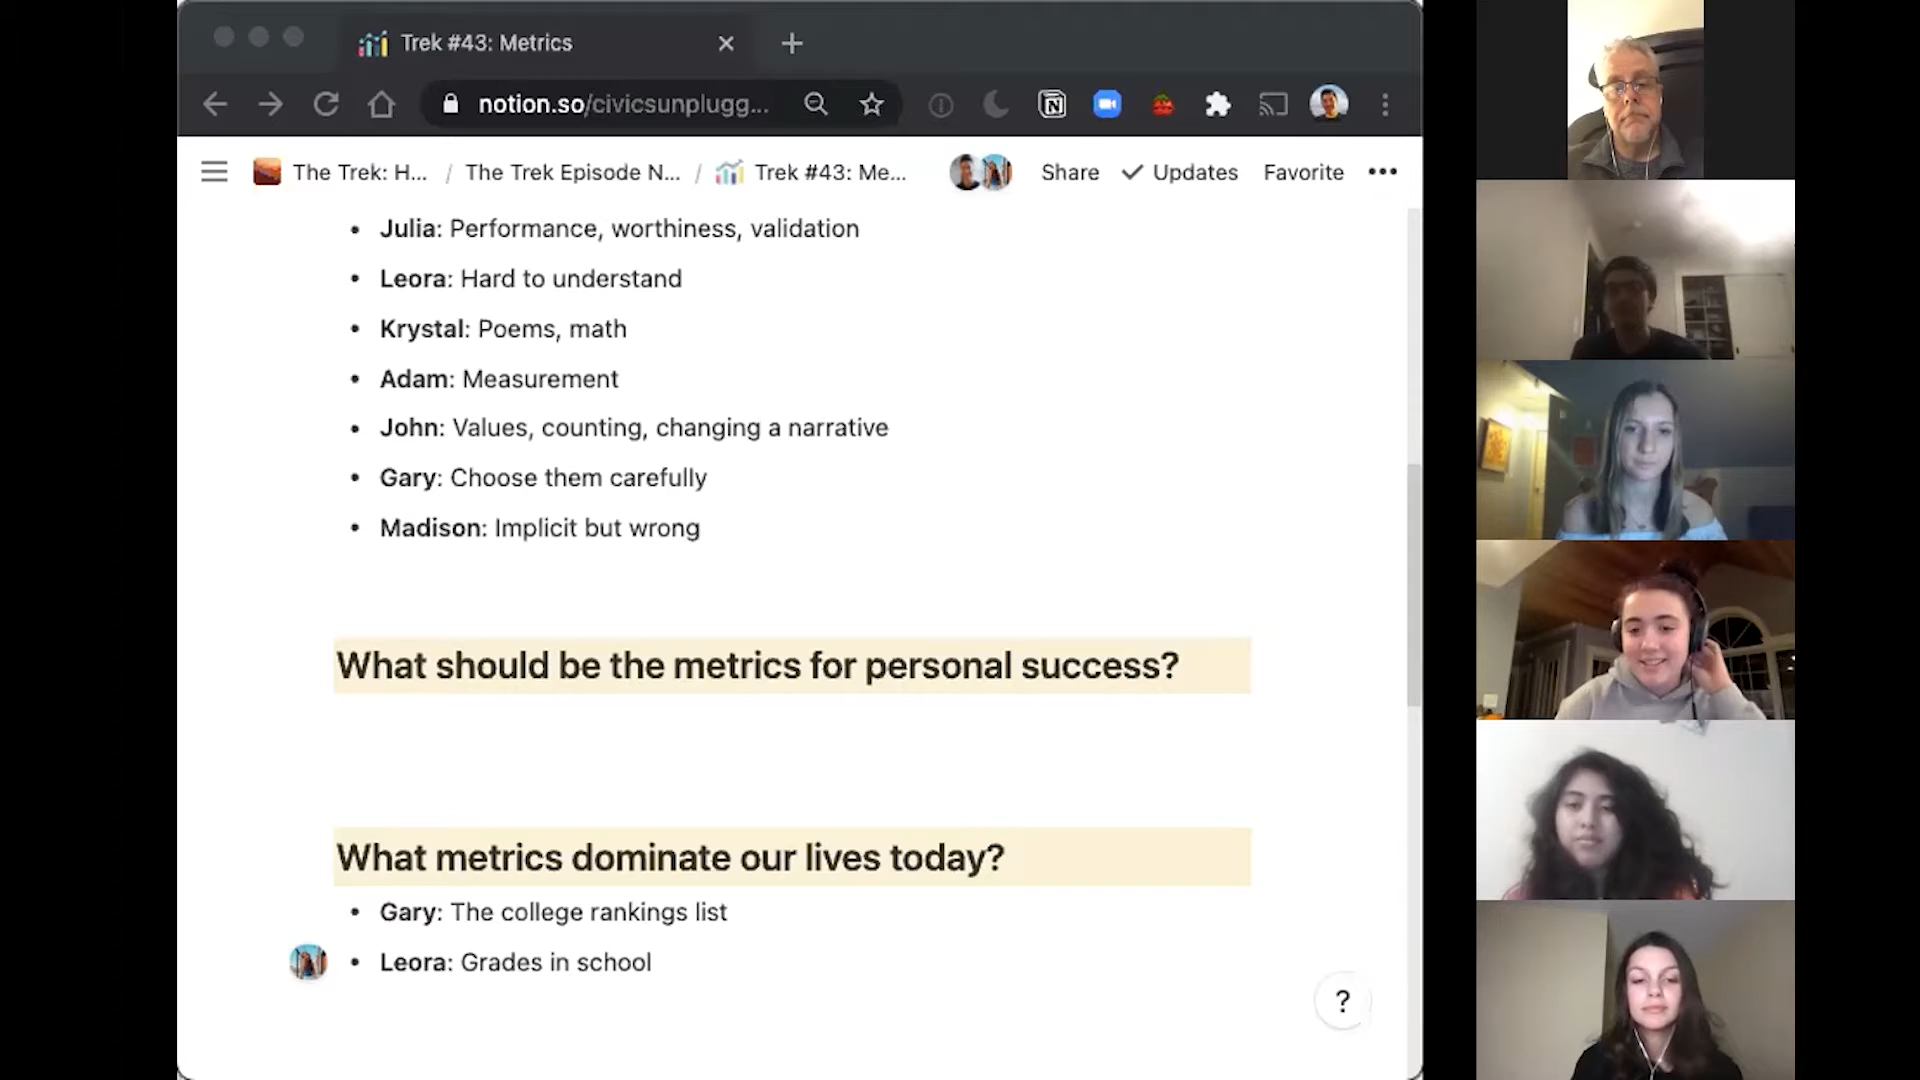 Trek #43: Metrics
notion.so/civicsunplugg...
The Trek: H... / The Trek Episode N... / Trek #43: Me... Share Updates Favorite
Julia: Performance, worthiness, validation
Leora: Hard to understand
Krystal: Poems, math
Adam: Measurement
John: Values, counting, changing a narrative
Gary: Choose them carefully
Madison: Implicit but wrong
What should be the metrics for personal success?
What metrics dominate our lives today?
Gary: The college rankings list
Leora: Grades in school
?